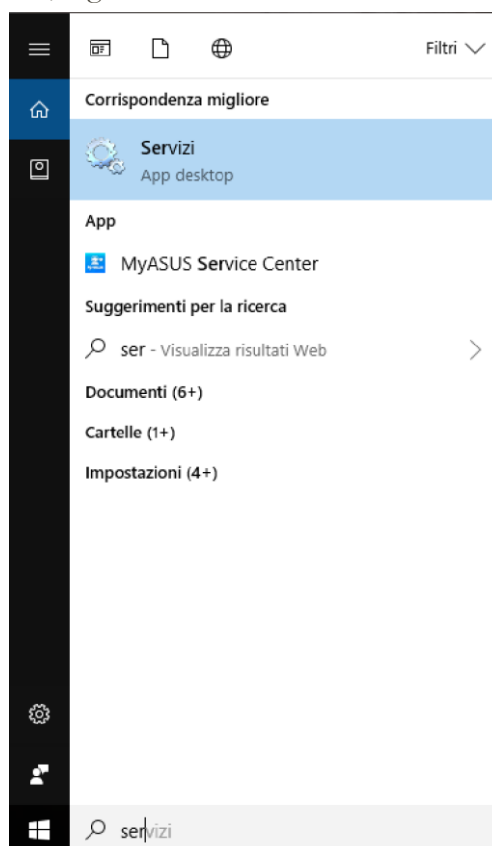 Filtri
Corrispondenza migliore
Servizi
App desktop
App
MyASUS Service Center
Suggerimenti per la ricerca
ser - Visualizza risultati Web
Documenti (6+)
Cartelle (1+)
Impostazioni (4+)
servizi